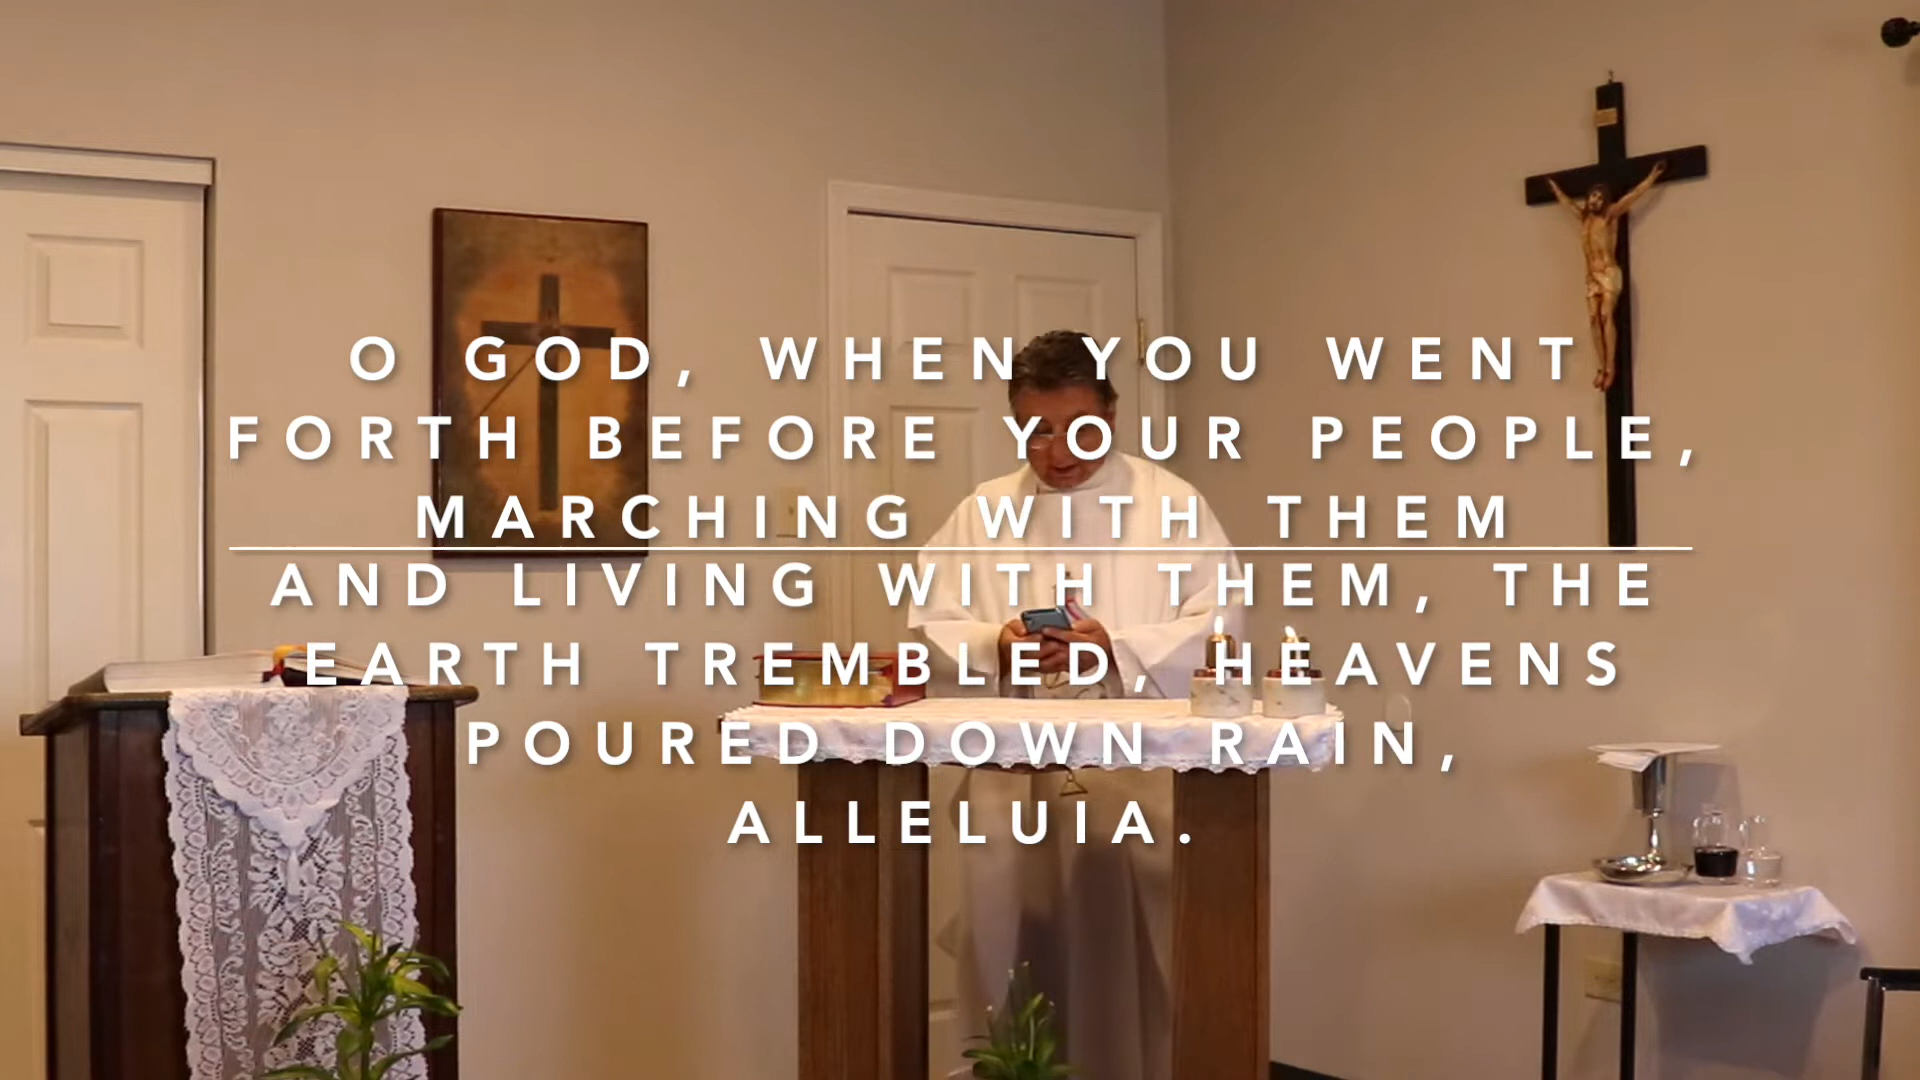 O GOD, WHEN YOU WENT
FORTH BEFORE YOUR PEOPLE,
MARCHING WITH THEM
AND LIVING WITH THEM, THE
EARTH TREMBLED, HEAVENS
POURED DOWN RAIN,
ALLELUIA.